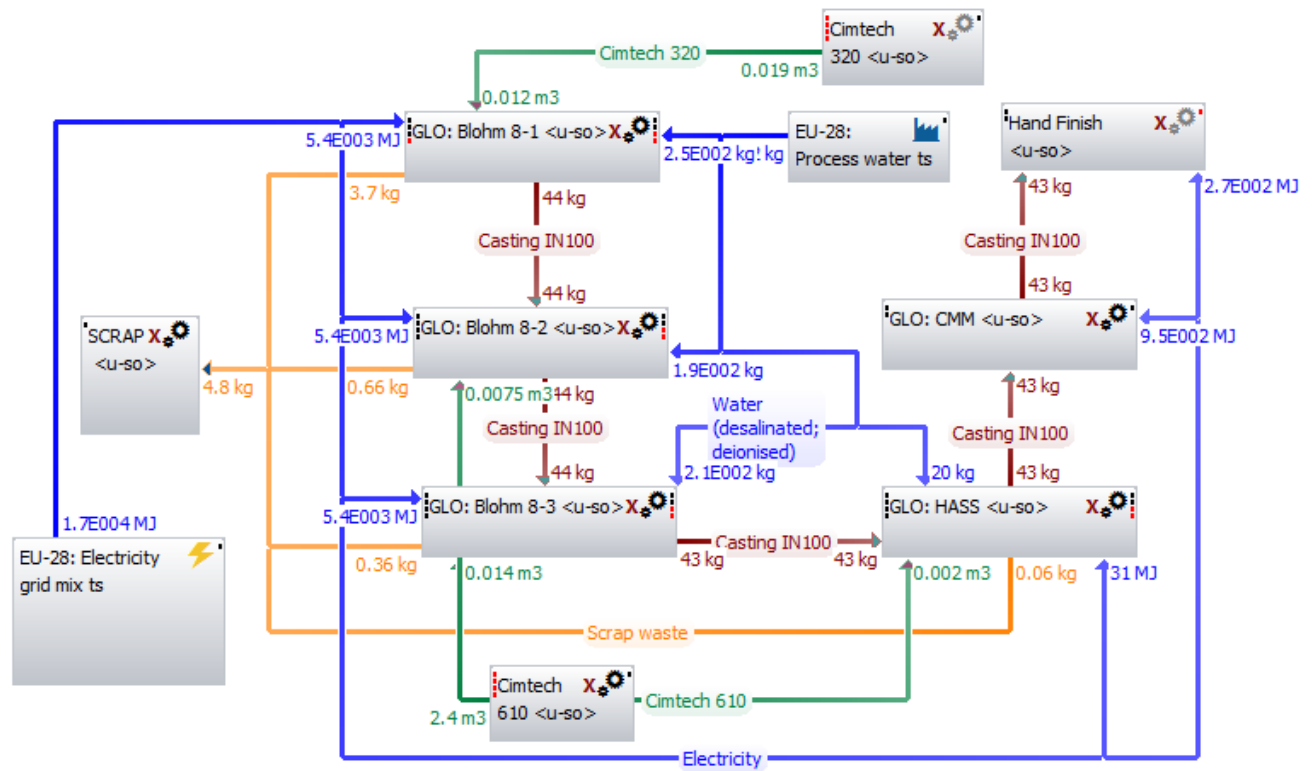 Cimtech
320 <u-so>
Cimtech 320
0.019 m3
0.012 m3
GLO: Blohm 8-1 <u-so>
5.4E003 MJ
2.5E002 kg! kg
EU-28:
Process water ts
Hand Finish
<u-so>
3.7 kg
44 kg
43 kg
2.7E002 MJ
Casting IN100
Casting IN100
44 kg
43 kg
SCRAP
<u-so>
GLO: Blohm 8-2 <u-so>
GLO: CMM <u-so>
5.4E003 MJ
9.5E002 MJ
4.8 kg
0.66 kg
0.0075 m3
44 kg
1.9E002 kg
43 kg
Water
(desalinated;
deionised)
Casting IN100
Casting IN100
44 kg
2.1E002 kg
20 kg
43 kg
GLO: Blohm 8-3 <u-so>
GLO: HASS <u-so>
5.4E003 MJ
1.7E004 MJ
EU-28: Electricity
grid mix ts
Casting IN100
43 kg
43 kg
0.36 kg
0.014 m3
0.002 m3
0.06 kg
31 MJ
Scrap waste
Cimtech
610 <u-so>
2.4 m3
Cimtech 610
Electricity